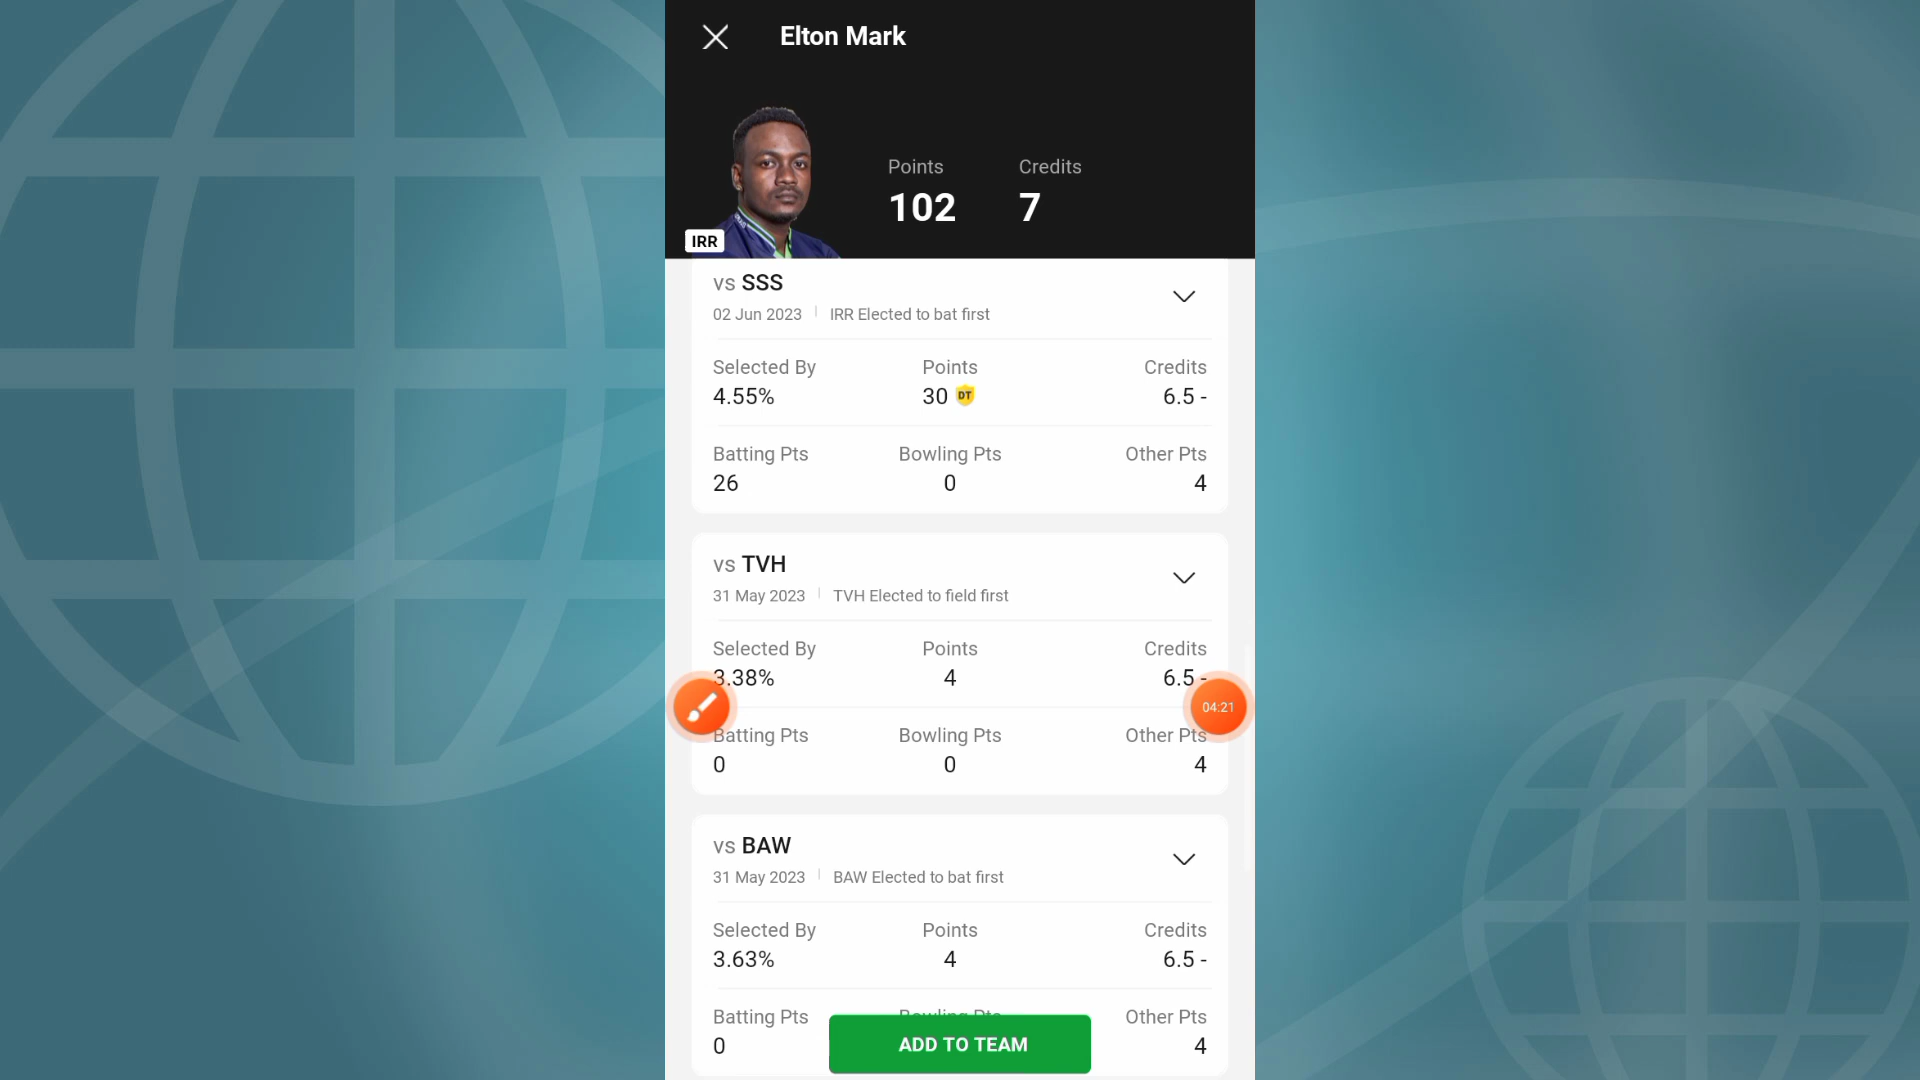 Elton Mark
Points Credits
102 7
IRR
vs SSS
02 Jun 2023 IRR Elected to bat first
Selected By Points Credits
4.55% 30 DT 6.5 -
Batting Pts Bowling Pts Other Pts
26 0 4
vs TVH
31 May 2023 TVH Elected to field first
Selected By Points Credits
3.38% 4 6.5 -
04:21
Batting Pts Bowling Pts Other Pts
0 0 4
vs BAW
31 May 2023 BAW Elected to bat first
Selected By Points Credits
3.63% 4 6.5 -
Batting Pts Bowling Pts Other Pts
0 ADD TO TEAM 4